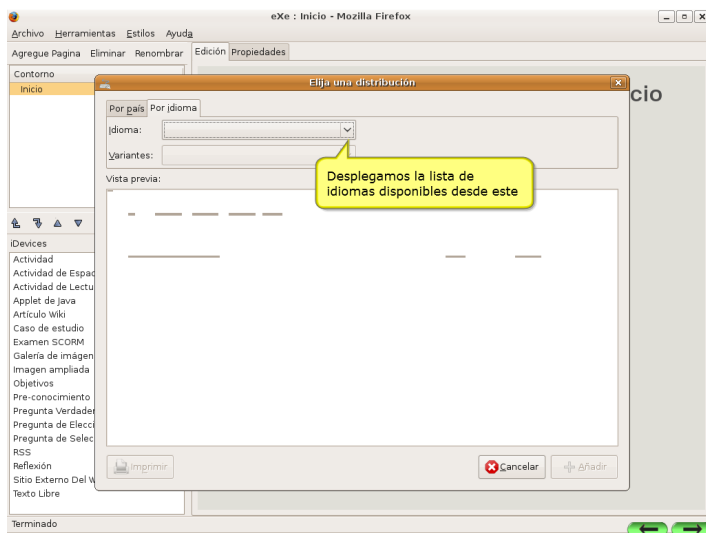 eXe : Inicio - Mozilla Firefox
Archivo Herramientas Estilos Ayuda
Agregue Pagina Eliminar Renombrar
Edición Propiedades
Contorno
Inicio
cio
Elija una distribución
Por país Por idioma
Idioma:
Variantes:
Desplegamos la lista de
idiomas disponibles desde este
Vista previa:
iDevices
Actividad
Actividad de Espac
Actividad de Lectu
Applet de Java
Artículo Wiki
Caso de estudio
Examen SCORM
Galería de imágen
Imagen ampliada
Objetivos
Pre-conocimiento
Pregunta Verdader
Pregunta de Elecci
Pregunta de Selec
RSS
Reflexión
Sitio Externo Del W
Texto Libre
Imprimir
Cancelar
Añadir
Terminado